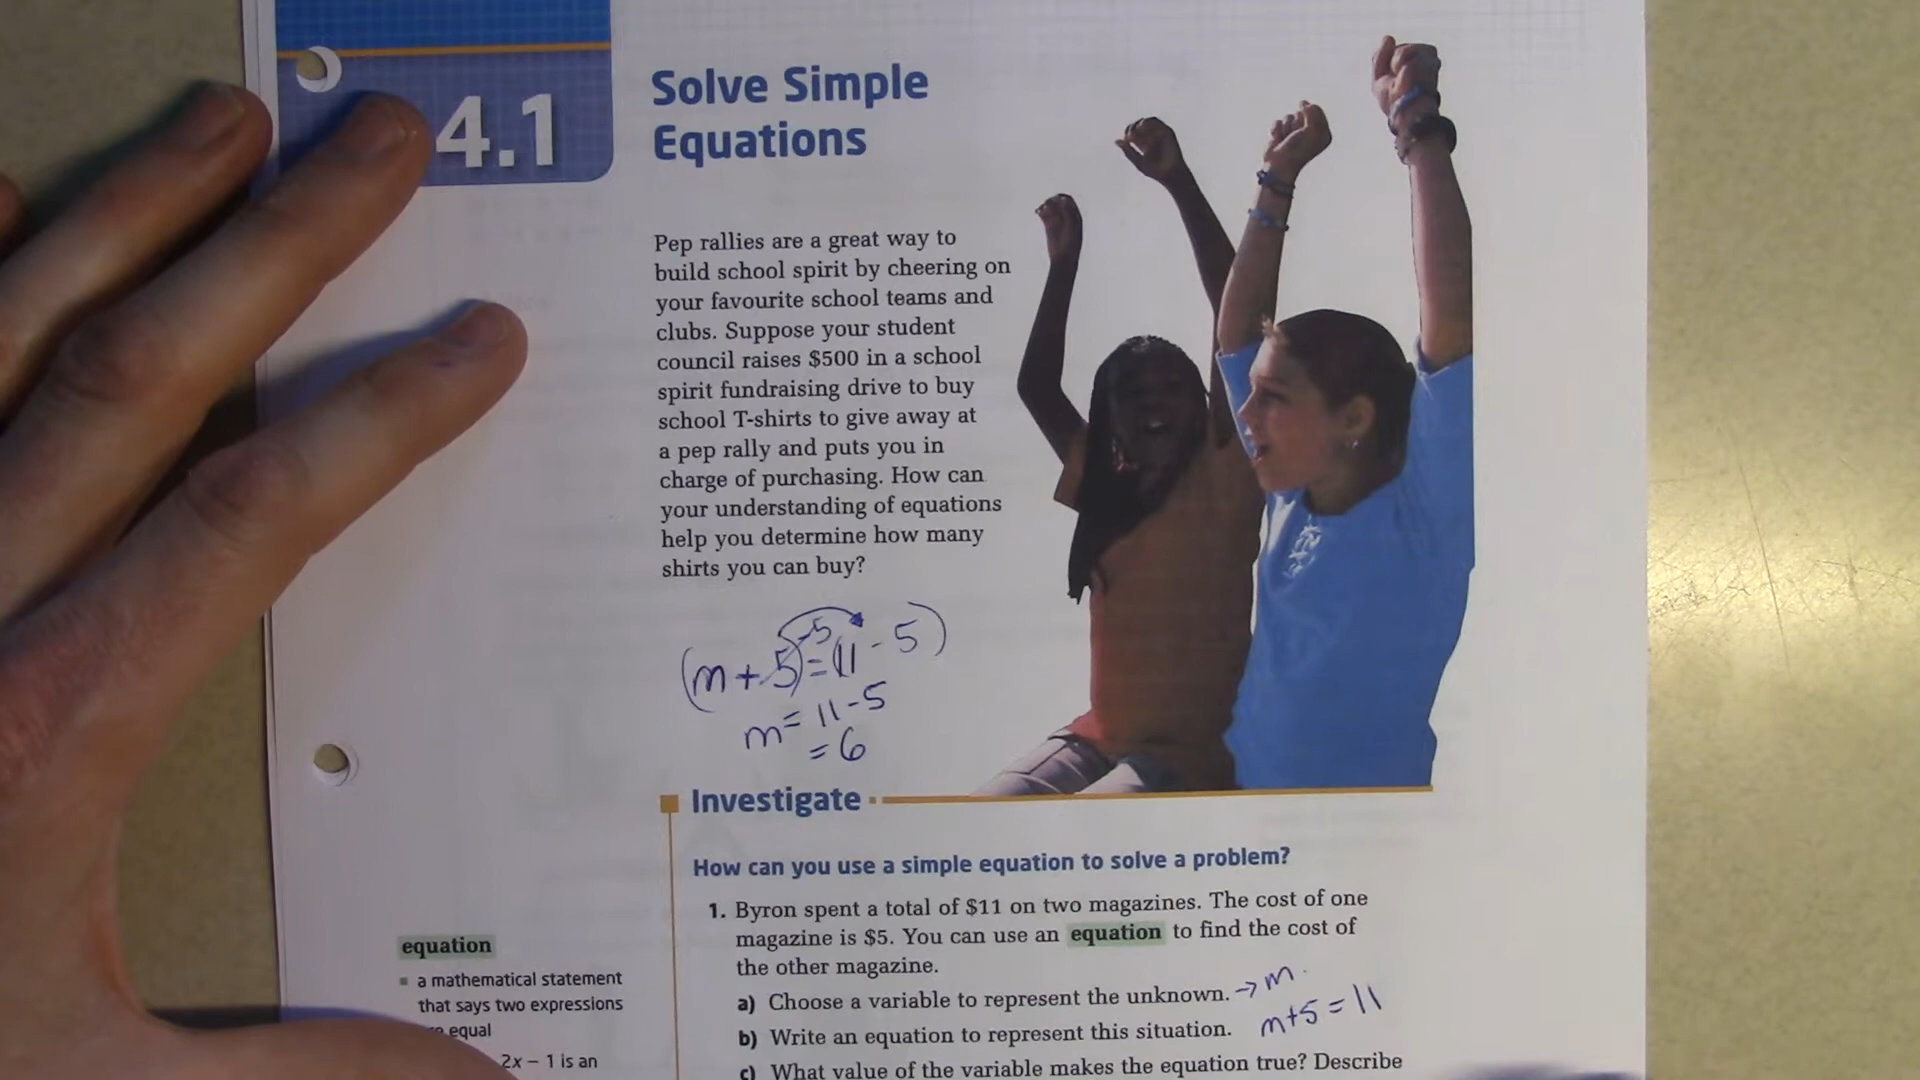 4.1
Solve Simple
Equations
Pep rallies are a great way to
build school spirit by cheering on
your favourite school teams and
clubs. Suppose your student
council raises $500 in a school
spirit fundraising drive to buy
school T-shirts to give away at
a pep rally and puts you in
charge of purchasing. How can
your understanding of equations
help you determine how many
shirts you can buy?
(m + 5) -5 = (11 - 5)
m = 11 - 5
= 6
Investigate
How can you use a simple equation to solve a problem?
1. Byron spent a total of $11 on two magazines. The cost of one
magazine is $5. You can use an equation to find the cost of
the other magazine.
a) Choose a variable to represent the unknown. → m
b) Write an equation to represent this situation. m+5 = 11
c) What value of the variable makes the equation true? Describe
equation
▪ a mathematical statement
that says two expressions
equal
2x – 1 is an